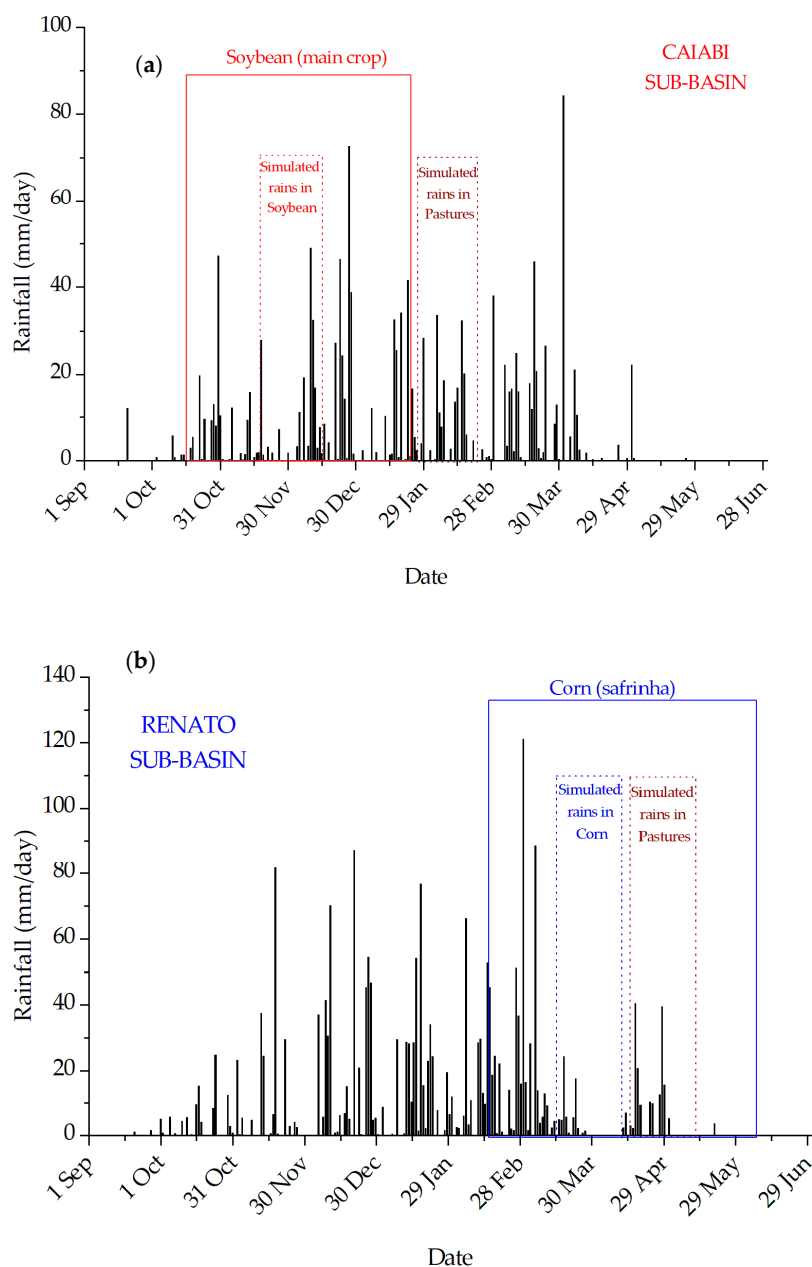 (a)
Soybean (main crop)
CAIABI
SUB-BASIN
Simulated
rains in
Soybean
Simulated
rains in
Pastures
Rainfall (mm/day)
100
80
60
40
20
0
1 Sep
1 Oct
31 Oct
30 Nov
30 Dec
29 Jan
28 Feb
30 Mar
29 Apr
29 May
28 Jun
Date
(b)
Corn (safrinha)
RENATO
SUB-BASIN
Simulated
rains in
Corn
Simulated
rains in
Pastures
Rainfall (mm/day)
140
120
100
80
60
40
20
0
1 Sep
1 Oct
31 Oct
30 Nov
30 Dec
29 Jan
28 Feb
30 Mar
29 Apr
29 May
29 Jun
Date